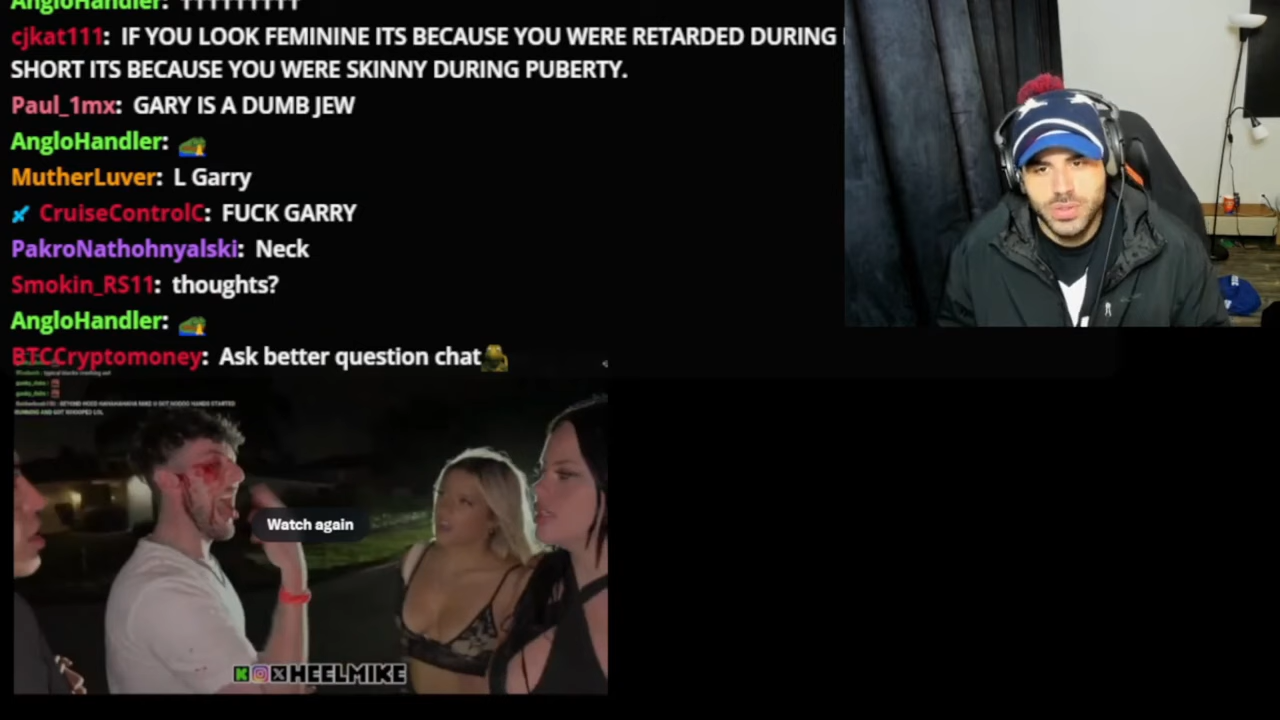 AngloHandler:
cjkat111: IF YOU LOOK FEMININE ITS BECAUSE YOU WERE RETARDED DURING
SHORT ITS BECAUSE YOU WERE SKINNY DURING PUBERTY.
Paul_1mx: GARY IS A DUMB JEW
AngloHandler:
MutherLuver: L Garry
CruiseControlC: FUCK GARRY
PakroNathohnyalski: Neck
Smokin_RS11: thoughts?
AngloHandler:
BTCCryptomoney: Ask better question chat
Watch again
HEELMIKE